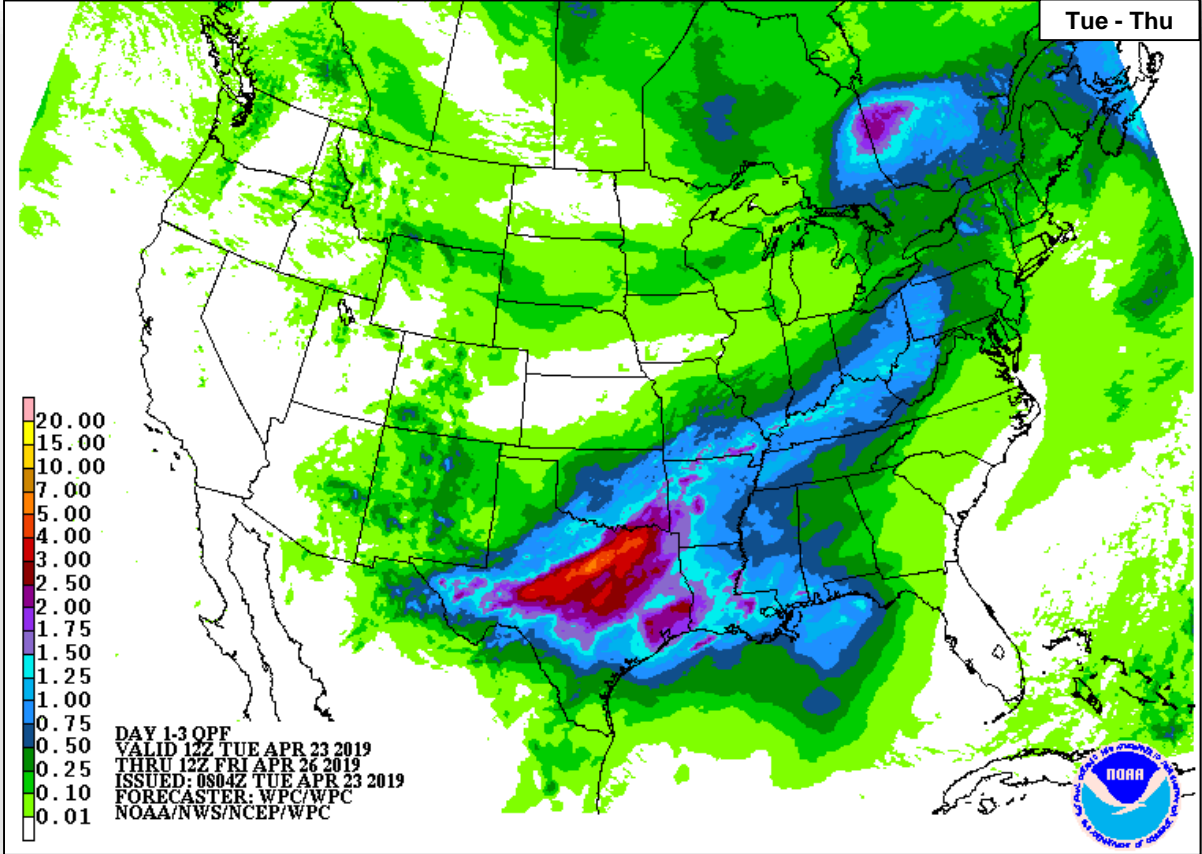 Tue - Thu
20.00
15.00
10.00
7.00
5.00
4.00
3.00
2.50
2.00
1.75
1.50
1.25
1.00
0.75
0.50
0.25
0.10
0.01
DAY 1-3 QPF
VALID 12Z TUE APR 23 2019
THRU 12Z FRI APR 26 2019
ISSUED: 0804Z TUE APR 23 2019
FORECASTER: WPC/WPC
NOAA/NWS/NCEP/WPC
NOAA